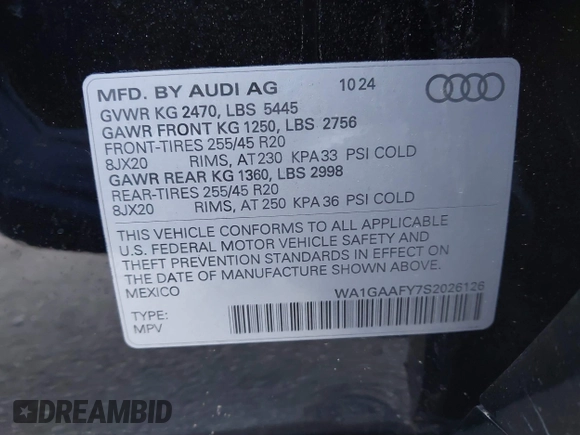 MFD. BY AUDI AG 10 24
GVWR KG 2470, LBS 5445
GAWR FRONT KG 1250, LBS 2756
FRONT-TIRES 255/45 R20
8JX20 RIMS, AT 230 KPA 33 PSI COLD
GAWR REAR KG 1360, LBS 2998
REAR-TIRES 255/45 R20
8JX20 RIMS, AT 250 KPA 36 PSI COLD
THIS VEHICLE CONFORMS TO ALL APPLICABLE
U.S. FEDERAL MOTOR VEHICLE SAFETY AND
THEFT PREVENTION STANDARDS IN EFFECT ON
THE DATE OF MANUFACTURE SHOWN ABOVE.
MEXICO
WA1GAAFY7S2026126
TYPE:
MPV
DREAMBID